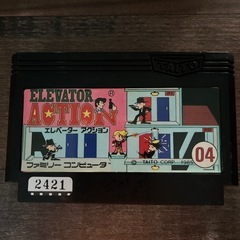 TAITO
ELEVATOR
ACTION®
エレベーター アクション
ファミリー コンピュータ
© TAITO CORP. 1985
04
2421